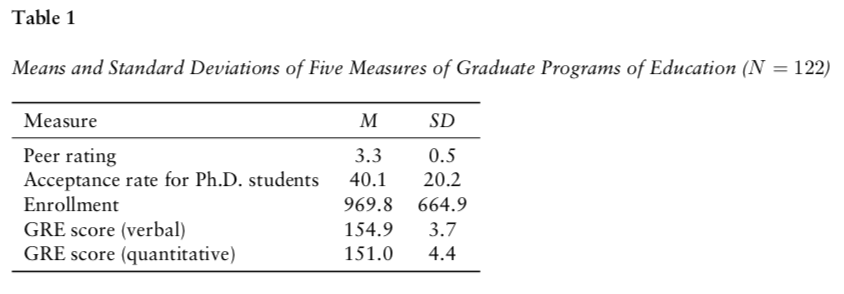 Table 1
Means and Standard Deviations of Five Measures of Graduate Programs of Education (N = 122)
Measure M SD
Peer rating 3.3 0.5
Acceptance rate for Ph.D. students 40.1 20.2
Enrollment 969.8 664.9
GRE score (verbal) 154.9 3.7
GRE score (quantitative) 151.0 4.4